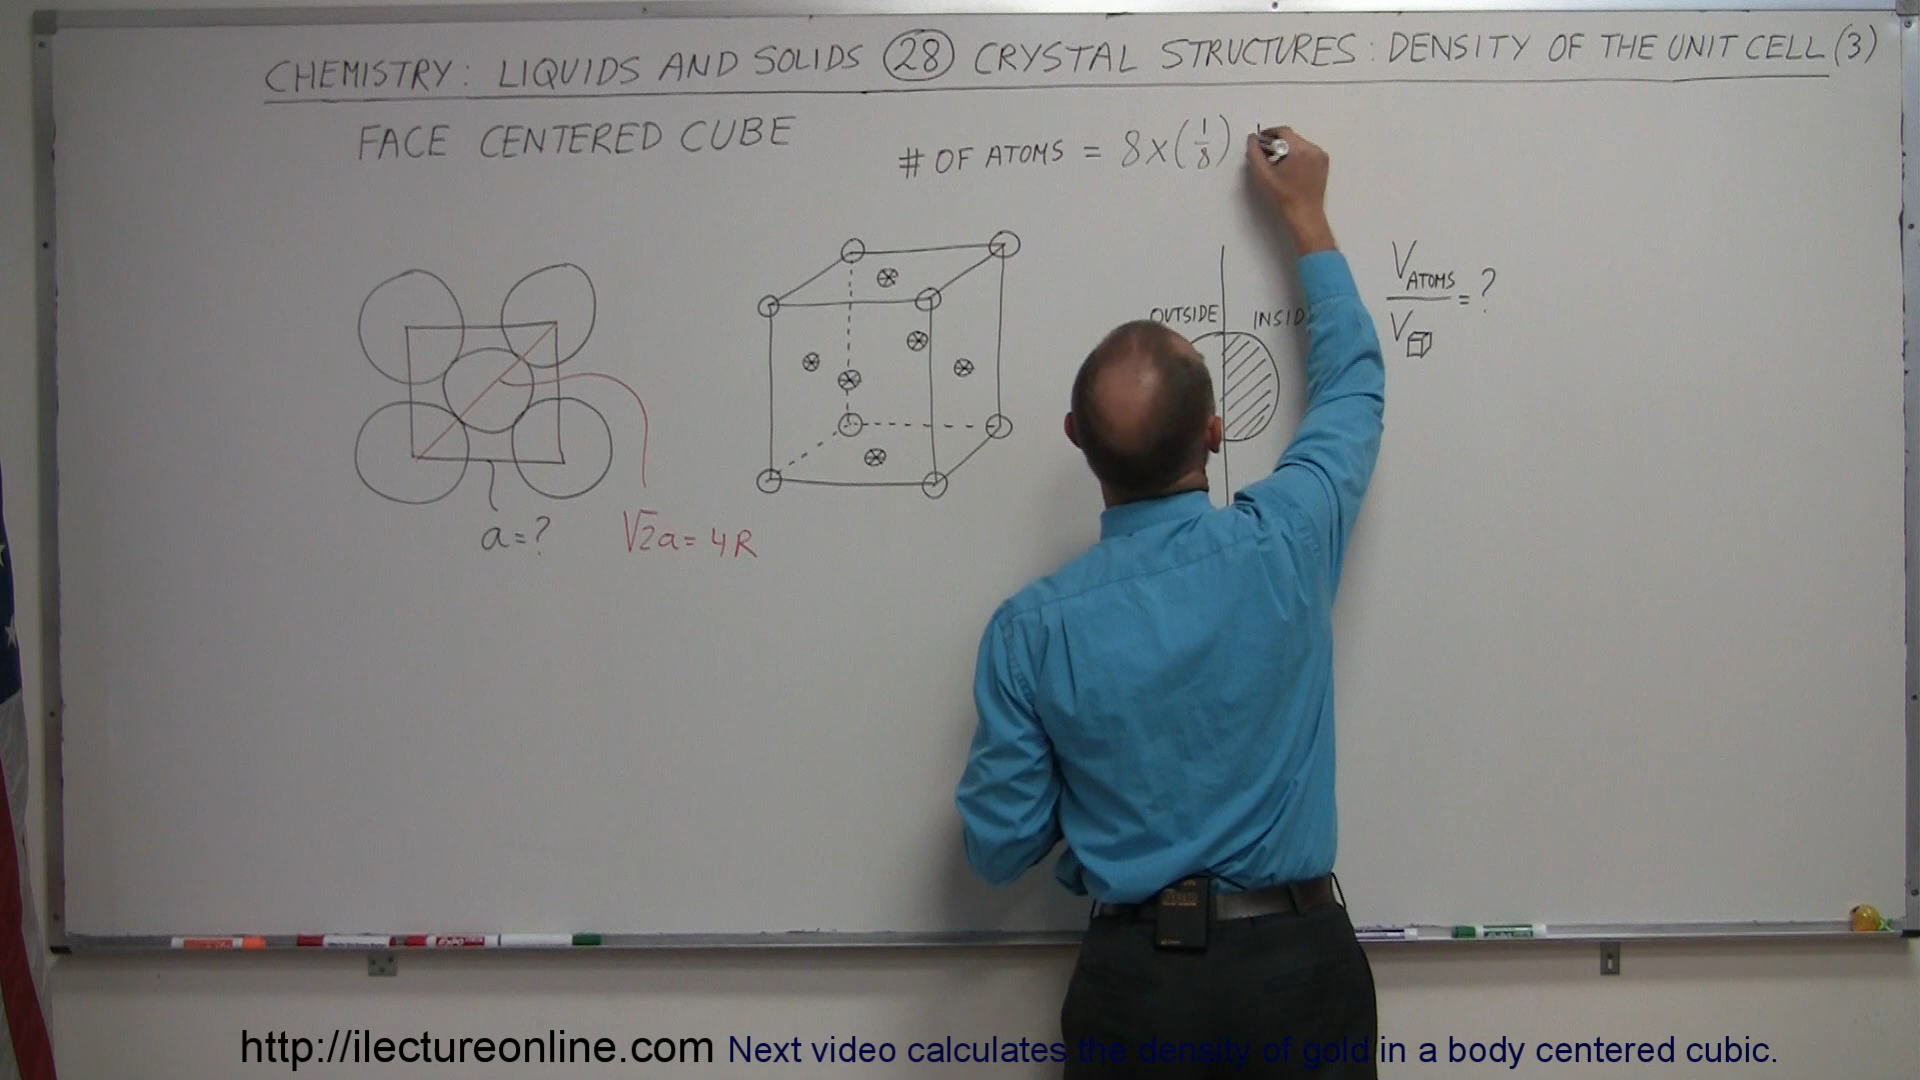 CHEMISTRY: LIQUIDS AND SOLIDS 28 CRYSTAL STRUCTURES: DENSITY OF THE UNIT CELL (3)
FACE CENTERED CUBE
# OF ATOMS = 8 x (1/8)
OUTSIDE INSID
V ATOMS / V = ?
a = ?
√2a = 4R
http://ilectureonline.com Next video calculates the density of gold in a body centered cubic.